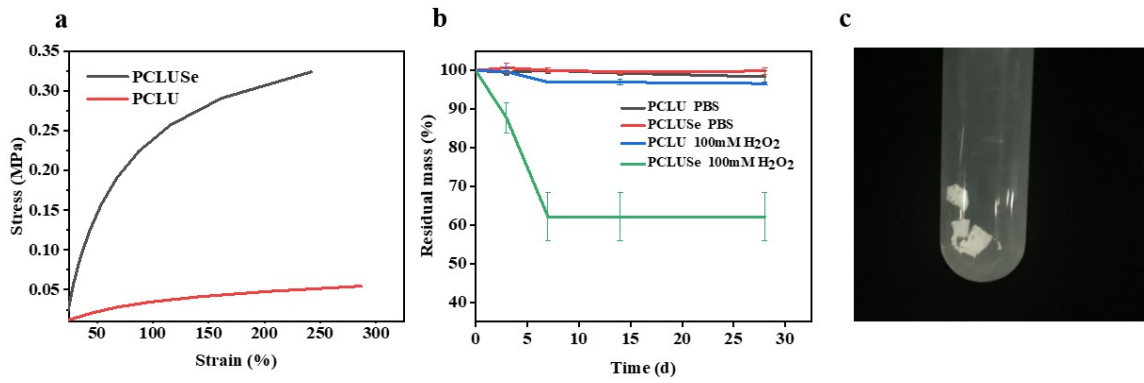 a
0.35
0.30
0.25
0.20
0.15
0.10
0.05
Stress (MPa)
PCLUSe
PCLU
50 100 150 200 250 300
Strain (%)
b
100
90
80
70
60
50
40
Residual mass (%)
PCLU PBS
PCLUSe PBS
PCLU 100mM H₂O₂
PCLUSe 100mM H₂O₂
0 5 10 15 20 25 30
Time (d)
c